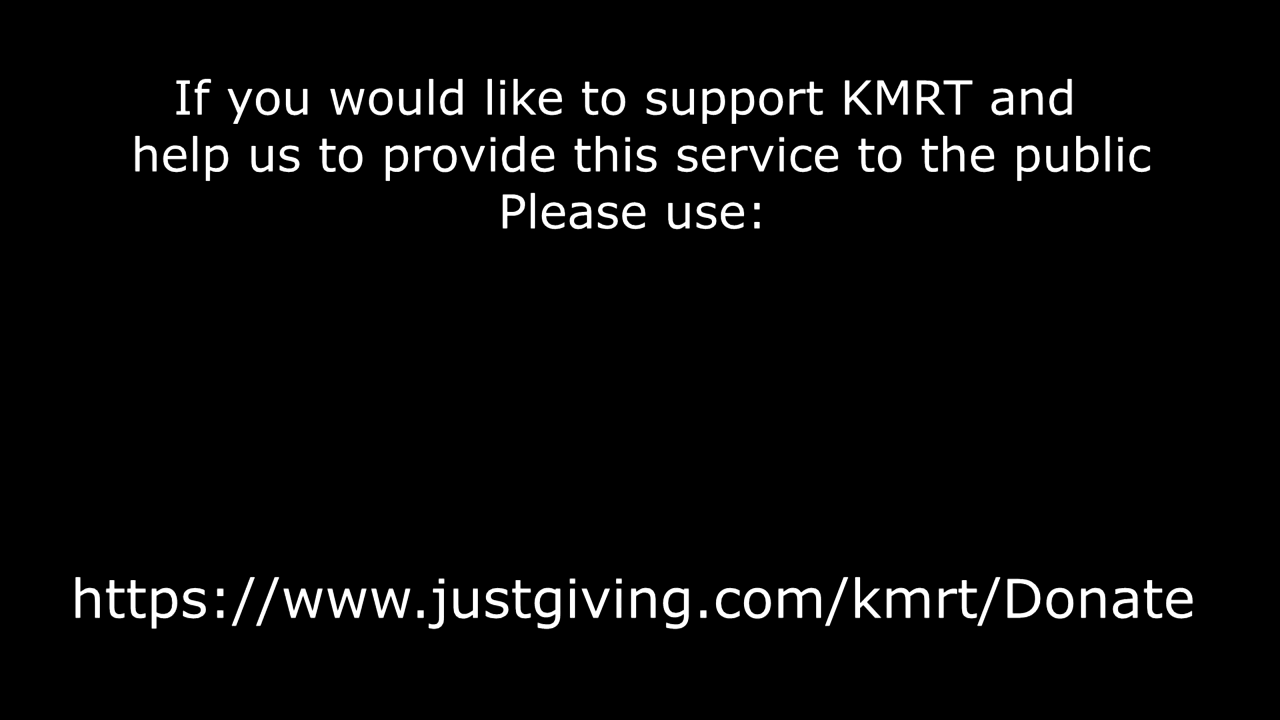 If you would like to support KMRT and
help us to provide this service to the public
Please use:
https://www.justgiving.com/kmrt/Donate